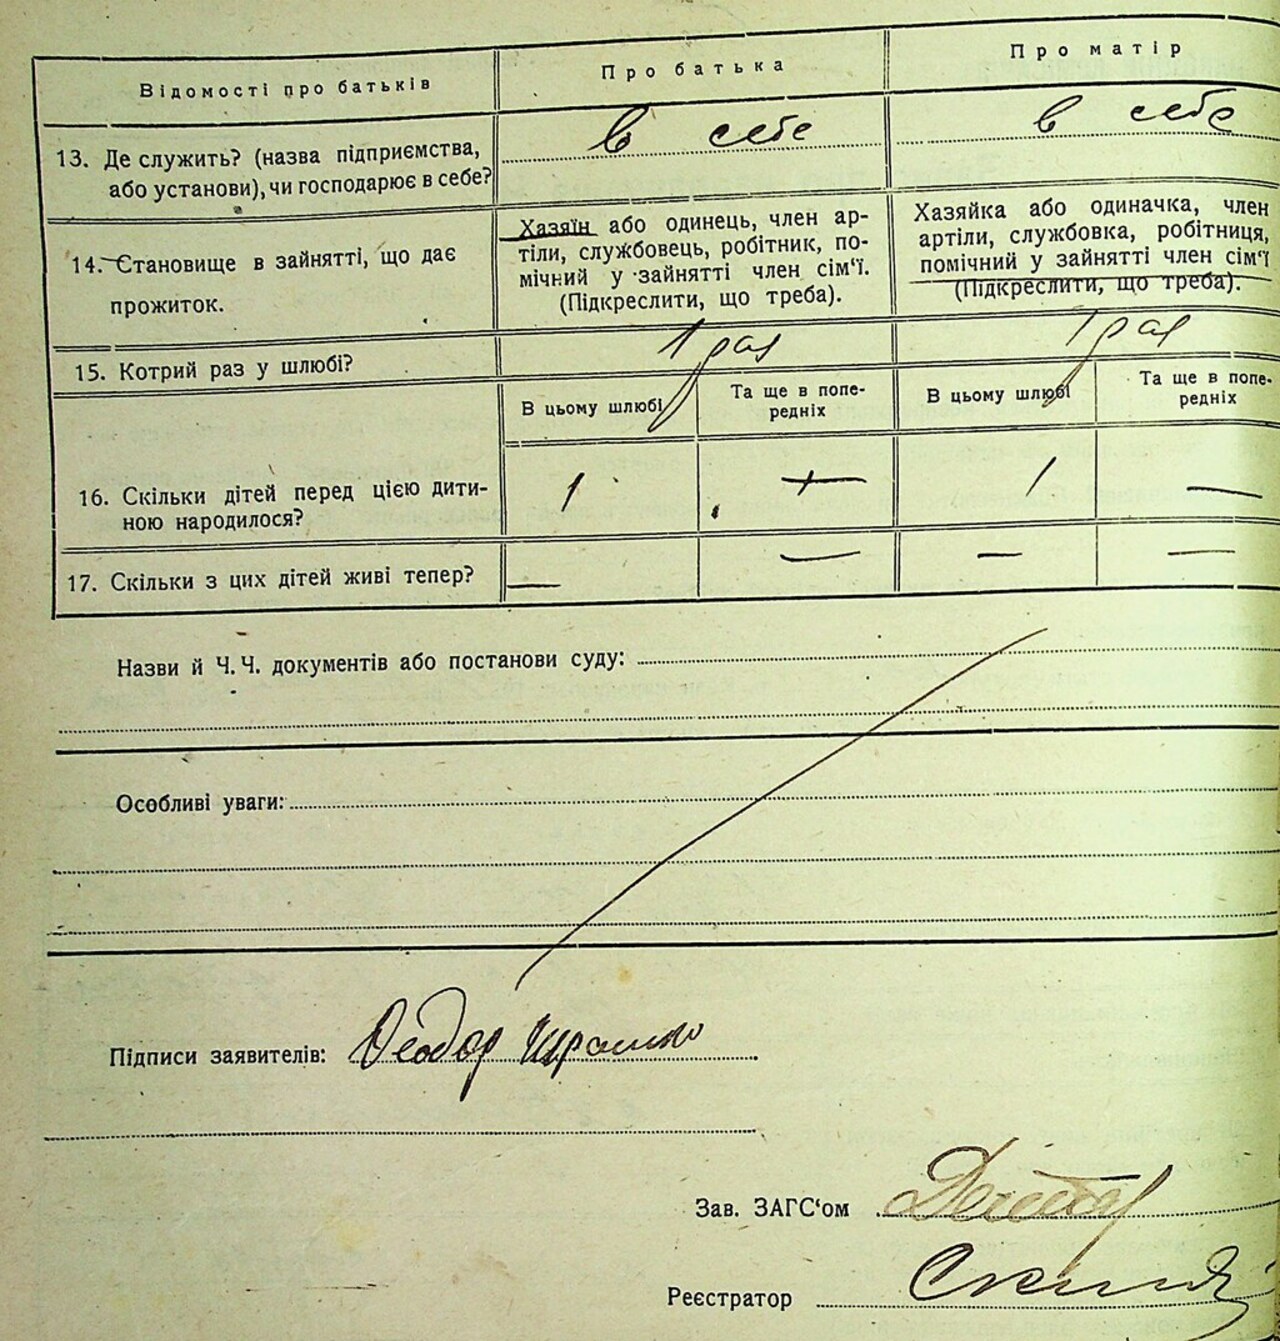 Відомості про батьків Про батька Про матір
13. Де служить? (назва підприємства, або установи), чи господарює в себе? в себе в себе
14. Становище в зайнятті, що дає прожиток.
Хазяїн або одинець, член ар-
тіли, службовець, робітник, по-
мічний у зайнятті член сім'ї.
(Підкреслити, що треба).
Хазяйка або одиначка, член
артіли, службовка, робітниця,
помічний у зайнятті член сім'ї
(Підкреслити, що треба).
15. Котрий раз у шлюбі? 1 раз 1 раз
В цьому шлюбі Та ще в попе-
редніх В цьому шлюбі Та ще в попе-
редніх
16. Скільки дітей перед цією дити-
ною народилося? 1 — 1 —
17. Скільки з цих дітей живі тепер? — — — —
Назви й Ч. Ч. документів або постанови суду:
Особливі уваги:
Підписи заявителів: Теодор
Зав. ЗАГС'ом
Реєстратор